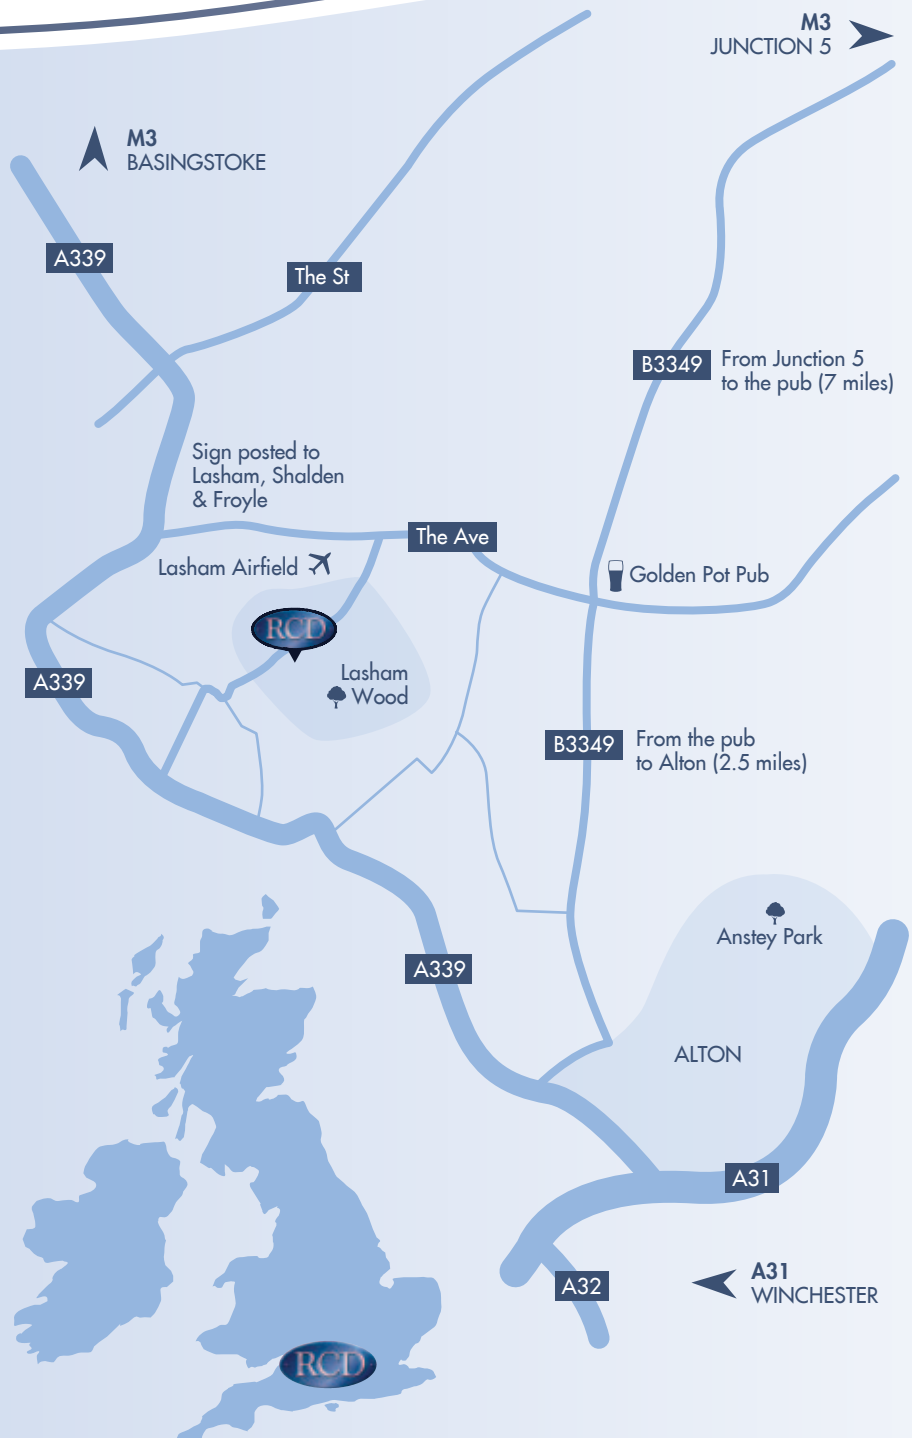 M3
JUNCTION 5
M3
BASINGSTOKE
A339
The St
B3349
From Junction 5
to the pub (7 miles)
Sign posted to
Lasham, Shalden
& Froyle
The Ave
Lasham Airfield
Golden Pot Pub
RCD
Lasham
Wood
A339
B3349
From the pub
to Alton (2.5 miles)
Anstey Park
A339
ALTON
A31
A31
WINCHESTER
A32
RCD